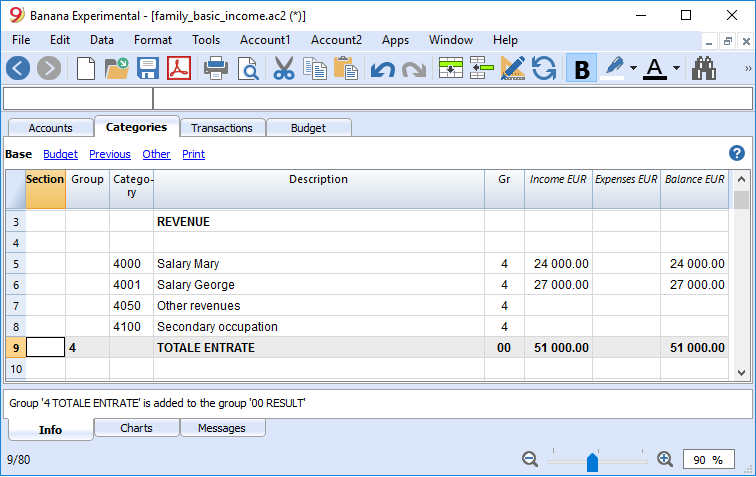 Banana Experimental - [family_basic_income.ac2 (*)]
File Edit Data Format Tools Account1 Account2 Apps Window Help
B A »
Accounts Categories Transactions Budget
Base Budget Previous Other Print ?
Section Group Catego-ry Description Gr Income EUR Expenses EUR Balance EUR
3 REVENUE
4
5 4000 Salary Mary 4 24 000.00 24 000.00
6 4001 Salary George 4 27 000.00 27 000.00
7 4050 Other revenues 4
8 4100 Secondary occupation 4
9 4 TOTALE ENTRATE 00 51 000.00 51 000.00
10
Group '4 TOTALE ENTRATE' is added to the group '00 RESULT'
Info Charts Messages
9/80 90 %